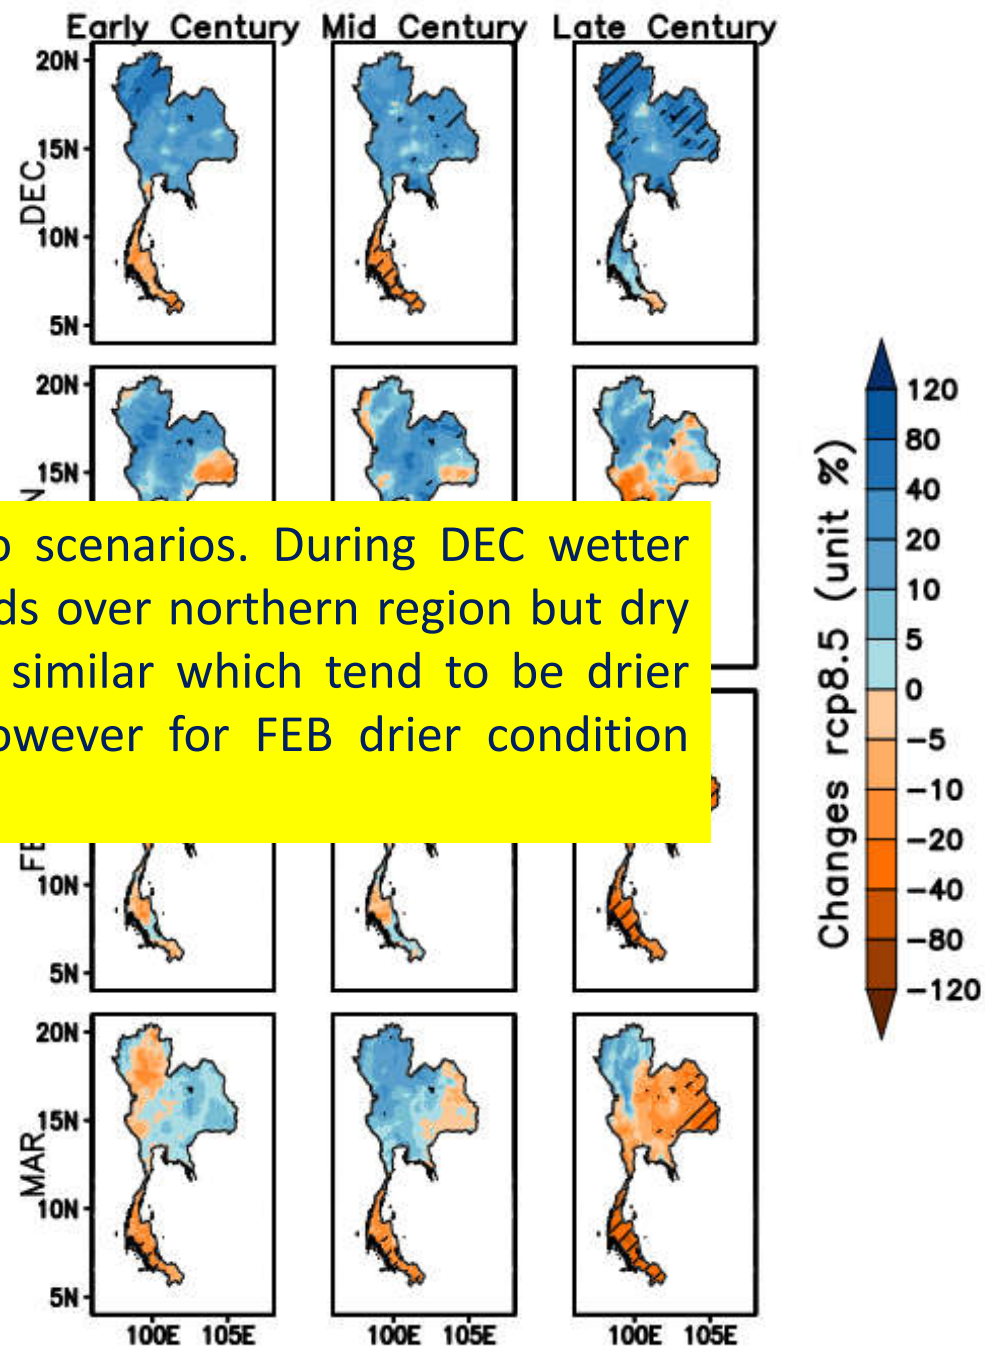 Early Century Mid Century Late Century
20N
15N
10N
5N
DEC
20N
15N
N
o scenarios. During DEC wetter
ds over northern region but dry
similar which tend to be drier
owever for FEB drier condition
FE
10N
5N
20N
15N
10N
5N
MAR
100E 105E 100E 105E 100E 105E
120
80
40
20
10
5
0
−5
−10
−20
−40
−80
−120
Changes rcp8.5 (unit %)